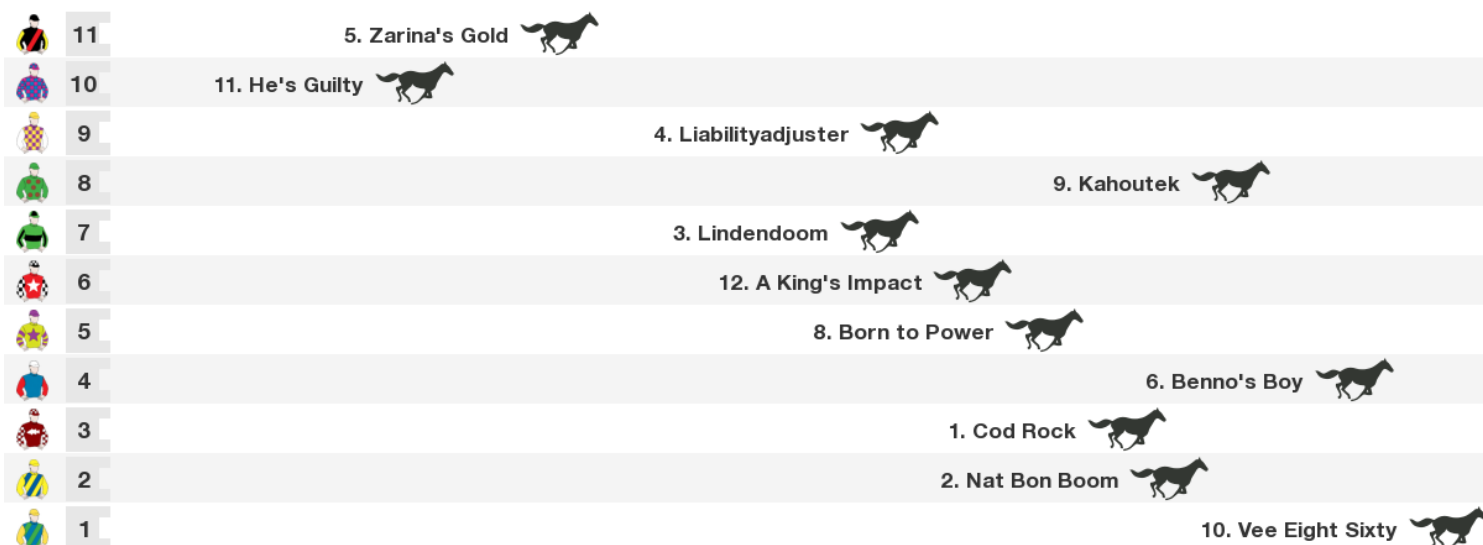 11 5. Zarina's Gold
10 11. He's Guilty
9 4. Liabilityadjuster
8 9. Kahoutek
7 3. Lindendoom
6 12. A King's Impact
5 8. Born to Power
4 6. Benno's Boy
3 1. Cod Rock
2 2. Nat Bon Boom
1 10. Vee Eight Sixty